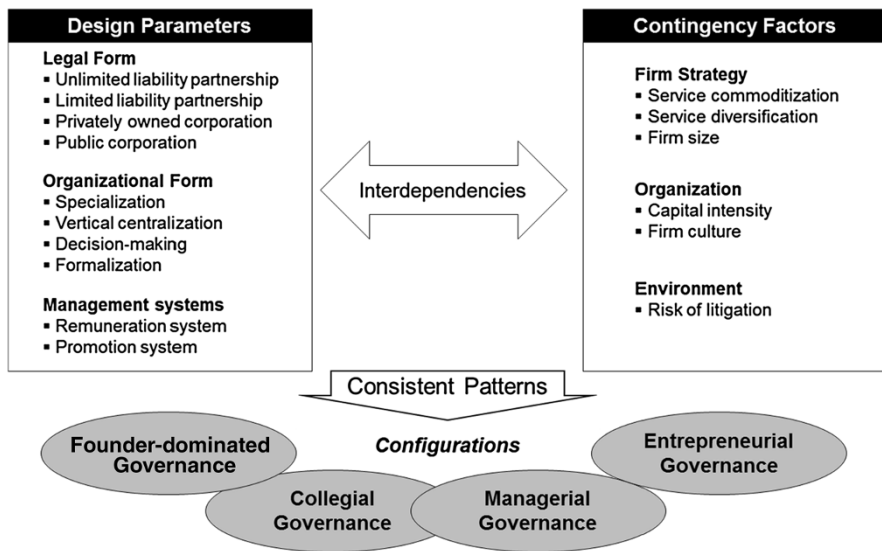 Design Parameters
Legal Form
▪ Unlimited liability partnership
▪ Limited liability partnership
▪ Privately owned corporation
▪ Public corporation
Organizational Form
▪ Specialization
▪ Vertical centralization
▪ Decision-making
▪ Formalization
Management systems
▪ Remuneration system
▪ Promotion system
Interdependencies
Contingency Factors
Firm Strategy
▪ Service commoditization
▪ Service diversification
▪ Firm size
Organization
▪ Capital intensity
▪ Firm culture
Environment
▪ Risk of litigation
Consistent Patterns
Configurations
Founder-dominated
Governance
Collegial
Governance
Managerial
Governance
Entrepreneurial
Governance